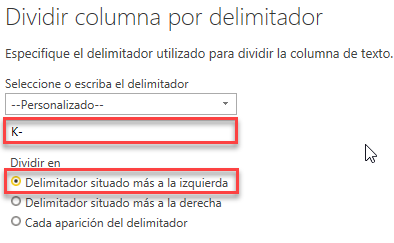 Dividir columna por delimitador
Especifique el delimitador utilizado para dividir la columna de texto.
Seleccione o escriba el delimitador
--Personalizado--
K-
Dividir en
Delimitador situado más a la izquierda
Delimitador situado más a la derecha
Cada aparición del delimitador